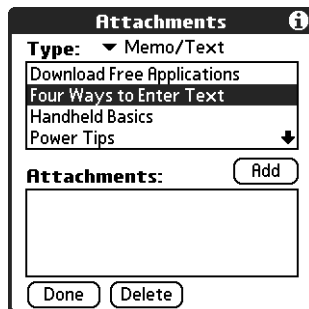 Attachments
Type: Memo/Text
Download Free Applications
Four Ways to Enter Text
Handheld Basics
Power Tips
Attachments: Add
Done Delete